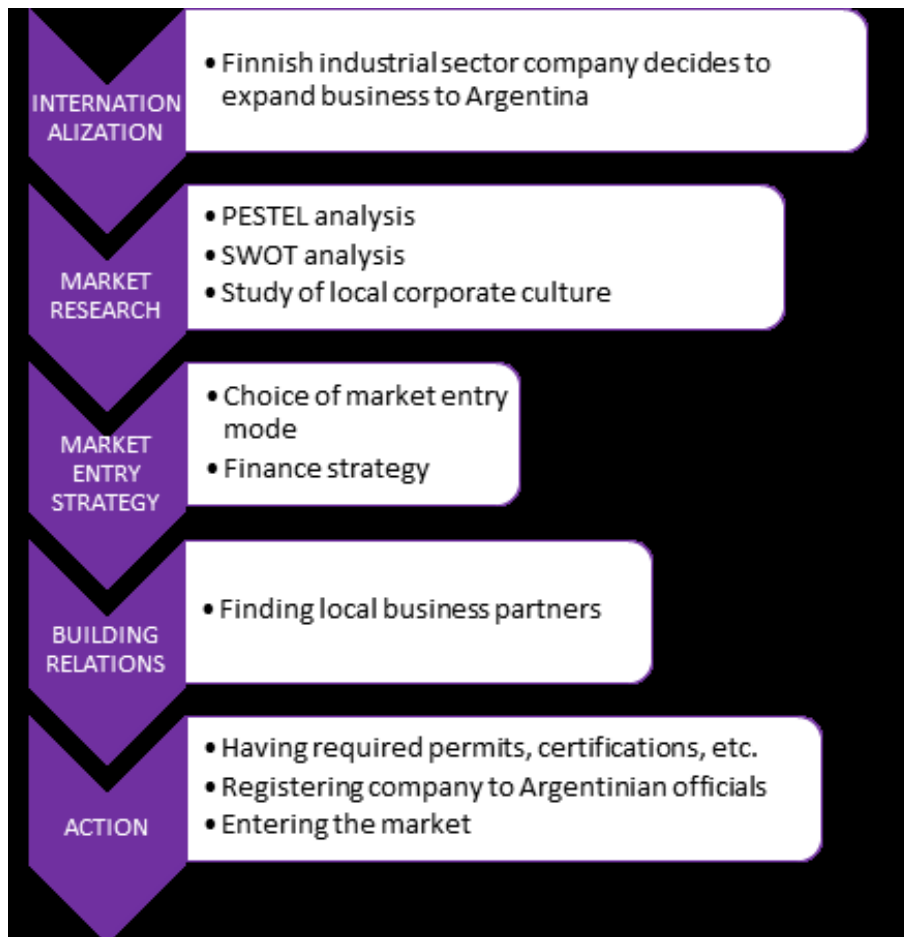 INTERNATION
ALIZATION
• Finnish industrial sector company decides to
expand business to Argentina
MARKET
RESEARCH
• PESTEL analysis
• SWOT analysis
• Study of local corporate culture
MARKET
ENTRY
STRATEGY
• Choice of market entry
mode
• Finance strategy
BUILDING
RELATIONS
• Finding local business partners
ACTION
• Having required permits, certifications, etc.
• Registering company to Argentinian officials
• Entering the market